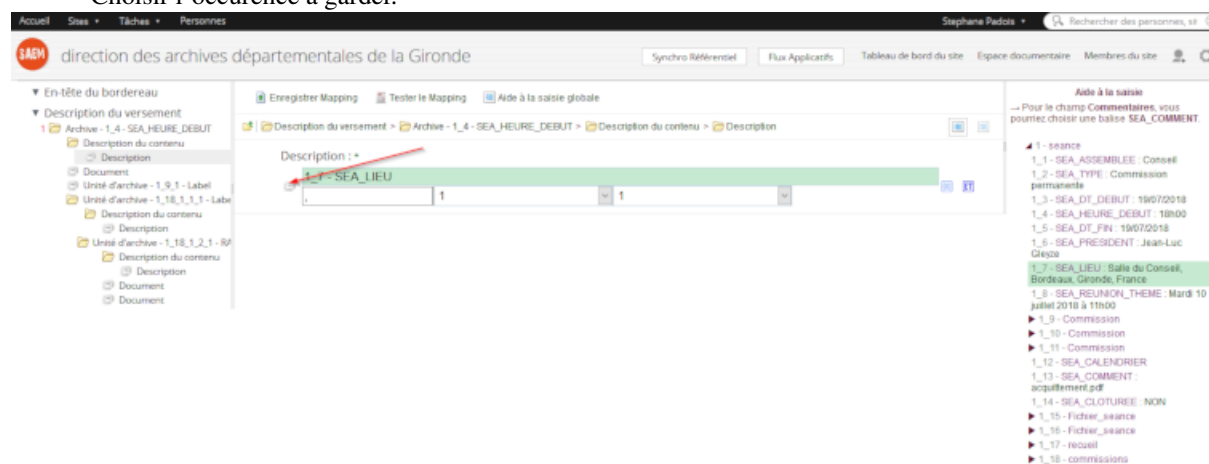 Choisir l'occurence à garder.
Accueil Sites Tâches Personnes Stephane Padois Rechercher des personnes, sit
SAEM direction des archives départementales de la Gironde Synchro Référentiel Flux Applicatifs Tableau de bord du site Espace documentaire Membres du site
En-tête du bordereau
Description du versement
1 Archive - 1_4 - SEA_HEURE_DEBUT
Description du contenu
Description
Document
Unité d'archive - 1_9_1 - Label
Unité d'archive - 1_18_1_1_1 - Labe
Description du contenu
Description
Unité d'archive - 1_18_1_2_1 - RA
Description du contenu
Description
Document
Document
Enregistrer Mapping Tester le Mapping Aide à la saisie globale
Description du versement > Archive - 1_4 - SEA_HEURE_DEBUT > Description du contenu > Description
Description : *
1_7 - SEA_LIEU
, 1 1
Aide à la saisie
→ Pour le champ Commentaires, vous
pourriez choisir une balise SEA_COMMENT.
1 - seance
1_1 - SEA_ASSEMBLEE : Conseil
1_2 - SEA_TYPE : Commission
permanente
1_3 - SEA_DT_DEBUT : 19/07/2018
1_4 - SEA_HEURE_DEBUT : 18h00
1_5 - SEA_DT_FIN : 19/07/2018
1_6 - SEA_PRESIDENT : Jean-Luc
Gleyze
1_7 - SEA_LIEU : Salle du Conseil,
Bordeaux, Gironde, France
1_8 - SEA_REUNION_THEME : Mardi 10
juillet 2018 à 11h00
1_9 - Commission
1_10 - Commission
1_11 - Commission
1_12 - SEA_CALENDRIER
1_13 - SEA_COMMENT :
acquittement.pdf
1_14 - SEA_CLOTUREE : NON
1_15 - Fichier_seance
1_16 - Fichier_seance
1_17 - recueil
1_18 - commissions